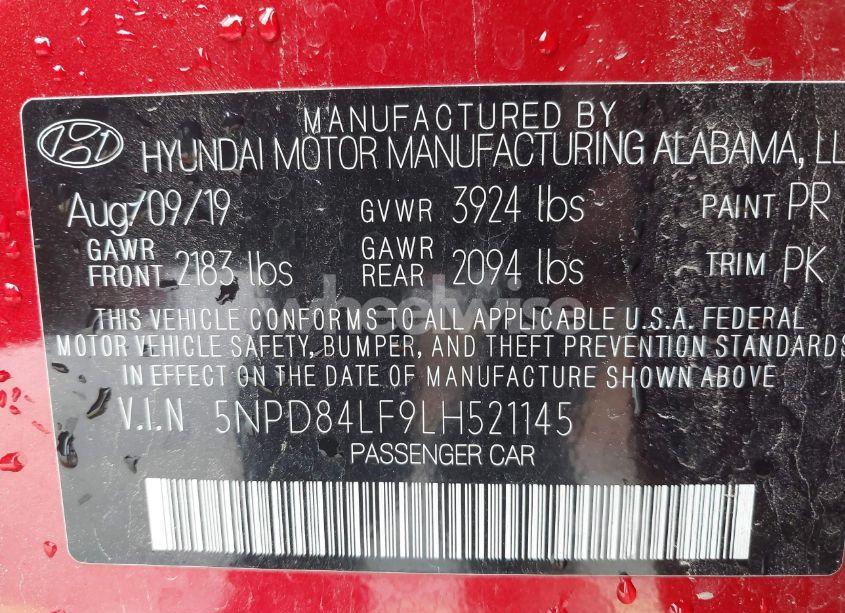 MANUFACTURED BY
HYUNDAI MOTOR MANUFACTURING ALABAMA, LL
Aug/09/19 GVWR 3924 lbs PAINT PR
GAWR FRONT 2183 lbs GAWR REAR 2094 lbs TRIM PK
wheelwise
THIS VEHICLE CONFORMS TO ALL APPLICABLE U.S.A. FEDERAL
MOTOR VEHICLE SAFETY, BUMPER, AND THEFT PREVENTION STANDARDS
IN EFFECT ON THE DATE OF MANUFACTURE SHOWN ABOVE
V.I.N 5NPD84LF9LH521145
PASSENGER CAR